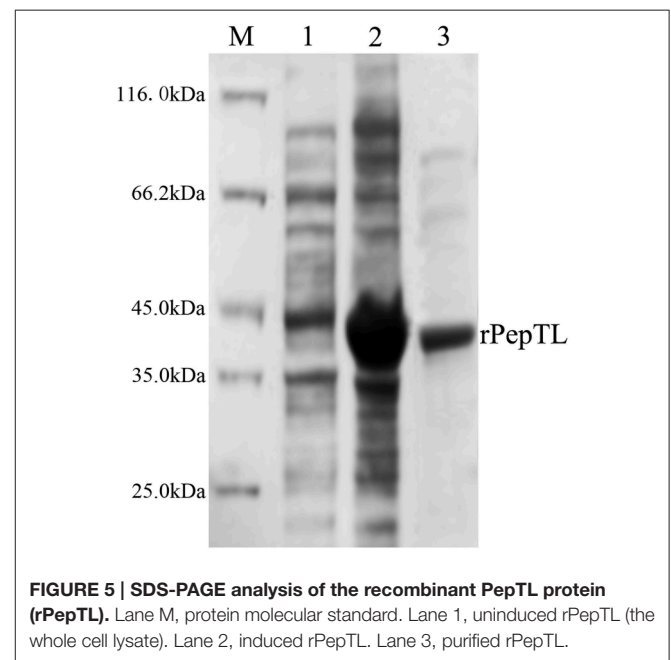 M 1 2 3
116. 0kDa
66.2kDa
45.0kDa
rPepTL
35.0kDa
25.0kDa
FIGURE 5 | SDS-PAGE analysis of the recombinant PepTL protein
(rPepTL). Lane M, protein molecular standard. Lane 1, uninduced rPepTL (the
whole cell lysate). Lane 2, induced rPepTL. Lane 3, purified rPepTL.